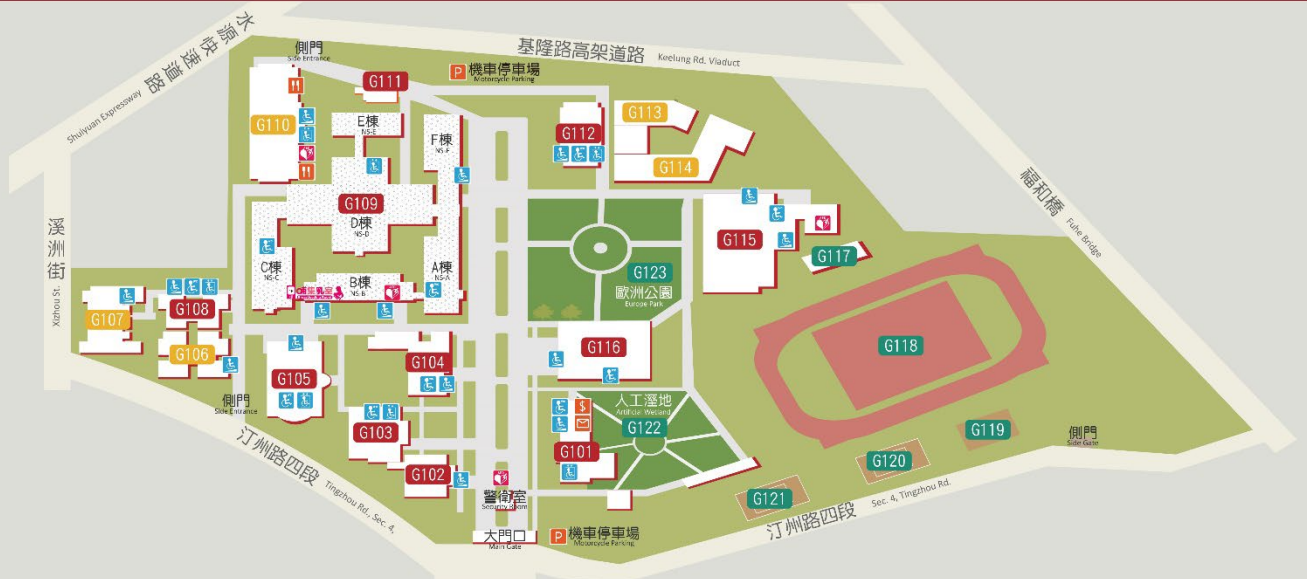 水源快速道路
Shuiyuan Expressway
側門
Side Entrance
基隆路高架道路
Keelung Rd. Viaduct
P 機車停車場
Motorcycle Parking
G111
G110
E棟
NS-E
F棟
NS-F
G112
G113
G114
G109
D棟
NS-D
C棟
NS-C
B棟
NS-B
A棟
NS-A
G115
G117
福和橋
Fuhe Bridge
溪洲街
Xizhou St.
G123
歐洲公園
Europe Park
G107
G108
G106
G105
G104
G116
G118
側門
Side Entrance
人工溼地
Artificial Wetland
G122
$
G103
G101
G102
G119
G120
G121
側門
Side Gate
汀州路四段
Tingzhou Rd., Sec. 4,
警衛室
Security Room
大門口
Main Gate
P 機車停車場
Motorcycle Parking
汀州路四段
Sec. 4, Tingzhou Rd.